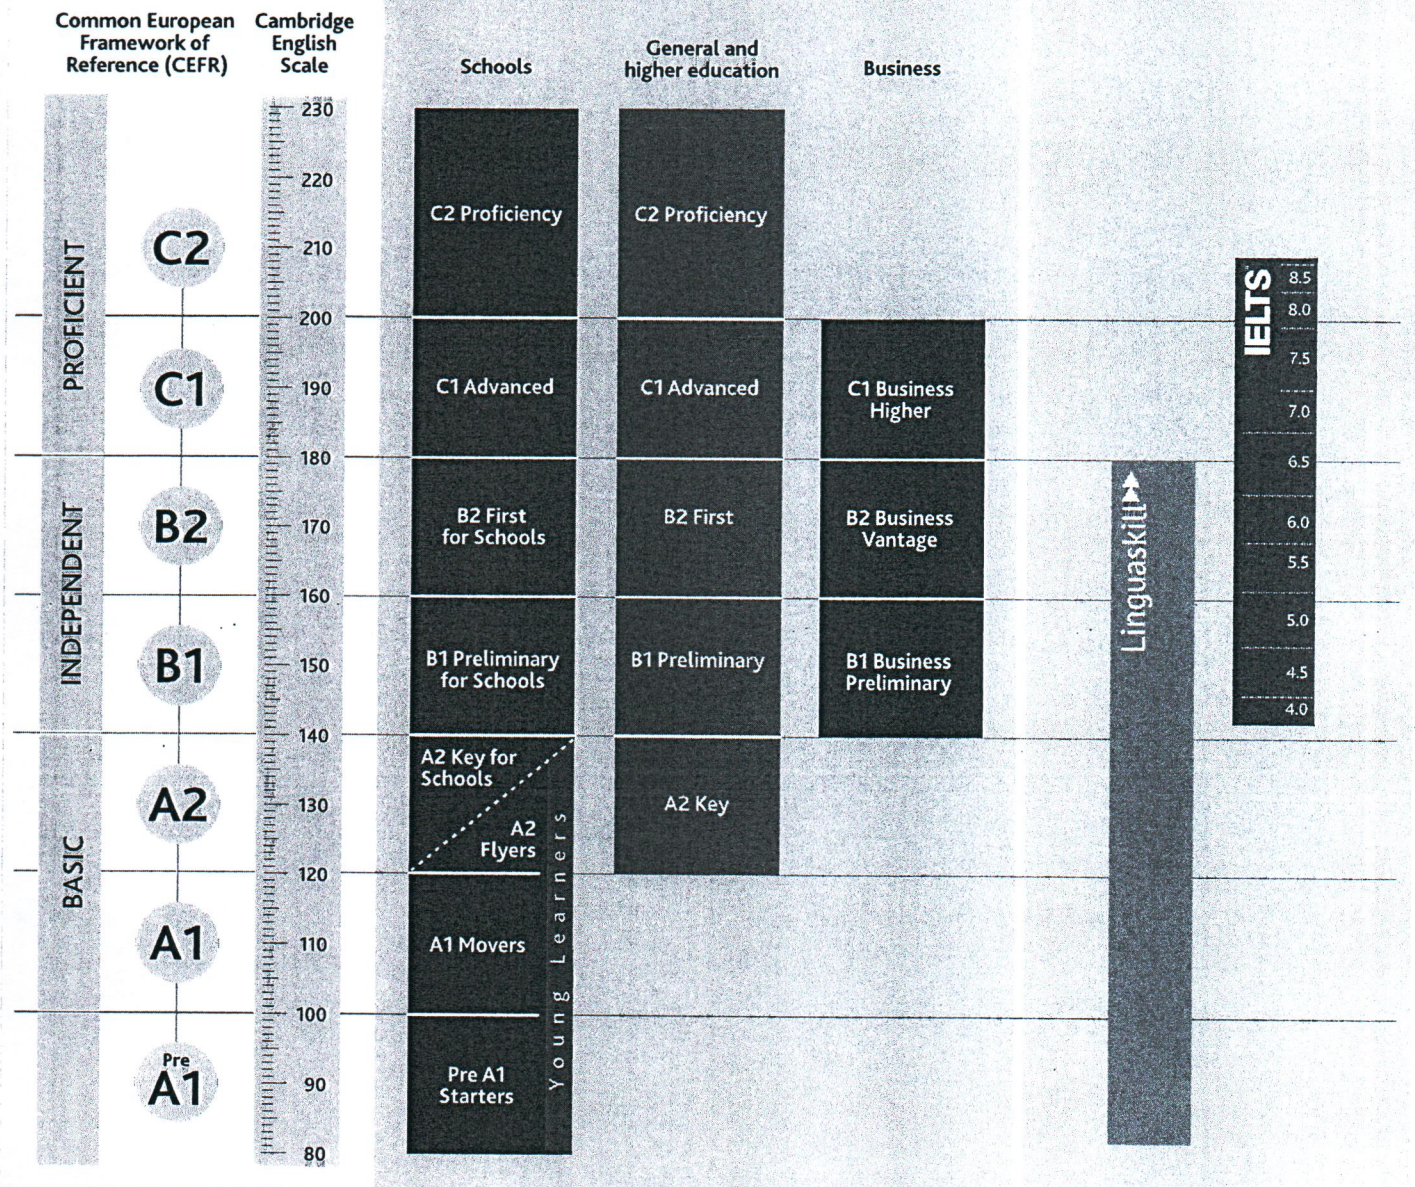 Common European
Framework of
Reference (CEFR)
Cambridge
English
Scale
Schools
General and
higher education
Business
PROFICIENT
INDEPENDENT
BASIC
C2
C1
B2
B1
A2
A1
Pre
A1
230
220
210
200
190
180
170
160
150
140
130
120
110
100
90
80
C2 Proficiency
C1 Advanced
B2 First
for Schools
B1 Preliminary
for Schools
A2 Key for
Schools
A2
Flyers
A1 Movers
Pre A1
Starters
Young Learners
C2 Proficiency
C1 Advanced
B2 First
B1 Preliminary
A2 Key
C1 Business
Higher
B2 Business
Vantage
B1 Business
Preliminary
Linguaskill
IELTS
8.5
8.0
7.5
7.0
6.5
6.0
5.5
5.0
4.5
4.0